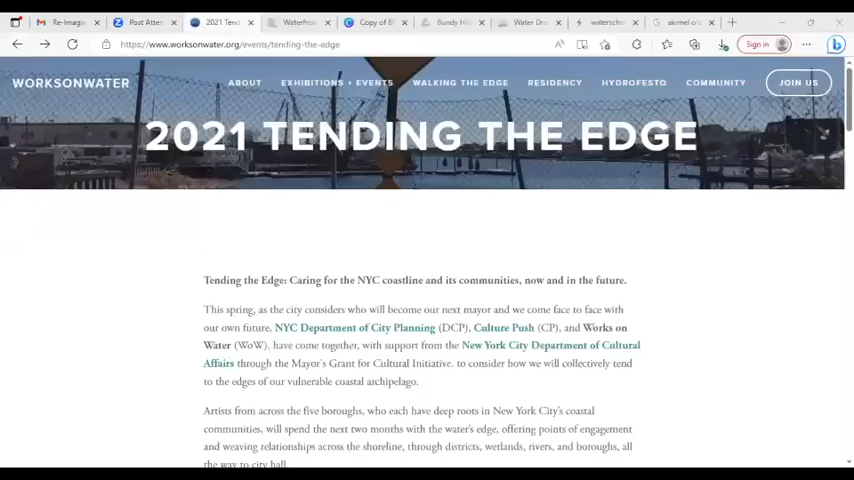 Re-Imagin
Post Atten
2021 Tend
Waterfron
Copy of Bl
Bundy Hi
Water Dro
waterscho
akimel o'o
https://www.worksonwater.org/events/tending-the-edge
Sign in
WORKSONWATER
ABOUT
EXHIBITIONS + EVENTS
WALKING THE EDGE
RESIDENCY
HYDROFESTO
COMMUNITY
JOIN US
2021 TENDING THE EDGE
Tending the Edge: Caring for the NYC coastline and its communities, now and in the future.
This spring, as the city considers who will become our next mayor and we come face to face with
our own future, NYC Department of City Planning (DCP), Culture Push (CP), and Works on
Water (WoW), have come together, with support from the New York City Department of Cultural
Affairs through the Mayor's Grant for Cultural Initiative. to consider how we will collectively tend
to the edges of our vulnerable coastal archipelago.
Artists from across the five boroughs, who each have deep roots in New York City's coastal
communities, will spend the next two months with the water's edge, offering points of engagement
and weaving relationships across the shoreline, through districts, wetlands, rivers, and boroughs, all
the way to city hall.